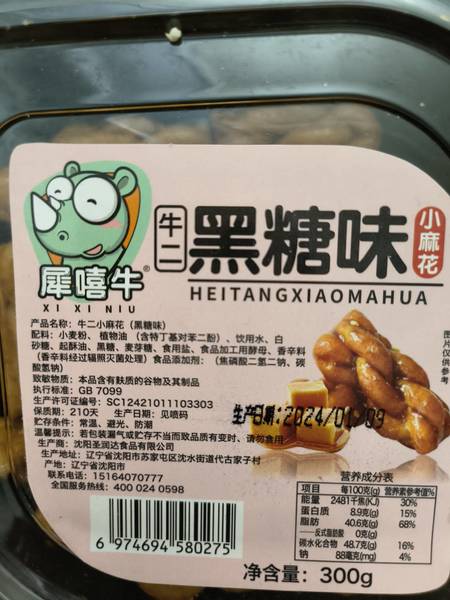 牛二
黑糖味
小麻花
HEITANGXIAOMAHUA
犀嘻牛®
XI XI NIU
产品名称：牛二小麻花（黑糖味）
配料：小麦粉、植物油（含特丁基对苯二酚）、饮用水、白
砂糖、起酥油、黑糖、麦芽糖、食用盐、食品加工用酵母、香辛料
（香辛料经过辐照灭菌处理）食品添加剂：（焦磷酸二氢二钠、碳
酸氢钠）
致敏物质：本品含有麸质的谷物及其制品
执行标准：GB 7099
生产许可证编号：SC12421011103303
保质期：210天 生产日期：见喷码
贮存条件：常温、避光、防潮
温馨提示：若包装漏气或贮存不当而致品质有变时、请勿食用
生产商：沈阳圣润达食品有限公司
生产地址：辽宁省沈阳市苏家屯区沈水街道代古家子村
产地：辽宁省沈阳市
联系电话：15164070777
全国服务热线：400 024 0598
生产日期:2024/01/09
图片仅供参考
营养成分表
项目 每100克(g) 营养素参考值%
能量 2481千焦(KJ) 30%
蛋白质 8.9克(g) 15%
脂肪 40.6克(g) 68%
—反式脂肪酸 0克(g)
碳水化合物 48.7克(g) 16%
钠 88毫克(mg) 4%
6 974694 580275
净含量：300g